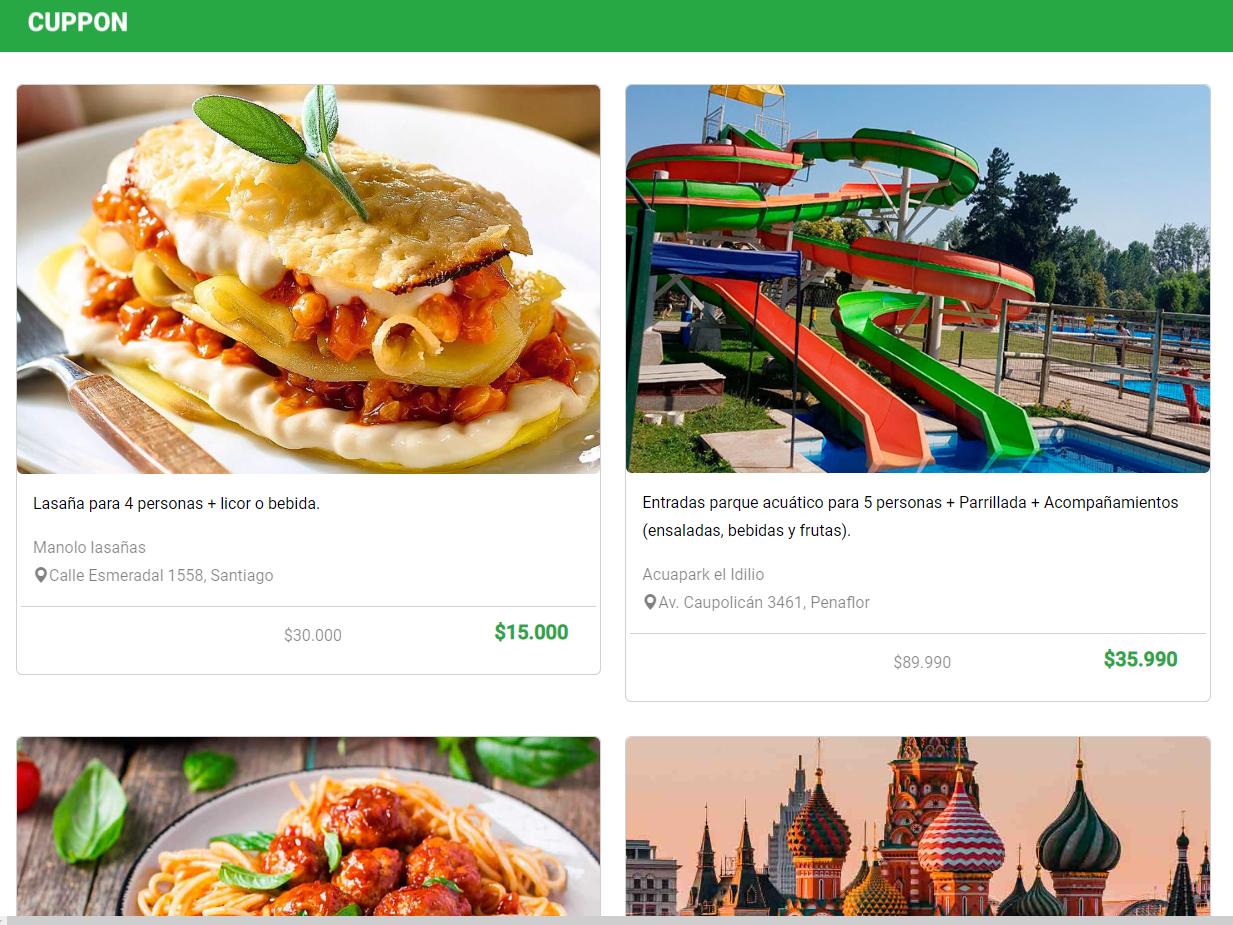 CUPPON
Lasaña para 4 personas + licor o bebida.
Manolo lasañas
Calle Esmeradal 1558, Santiago
$30.000
$15.000
Entradas parque acuático para 5 personas + Parrillada + Acompañamientos
(ensaladas, bebidas y frutas).
Acuapark el Idilio
Av. Caupolicán 3461, Penaflor
$89.990
$35.990